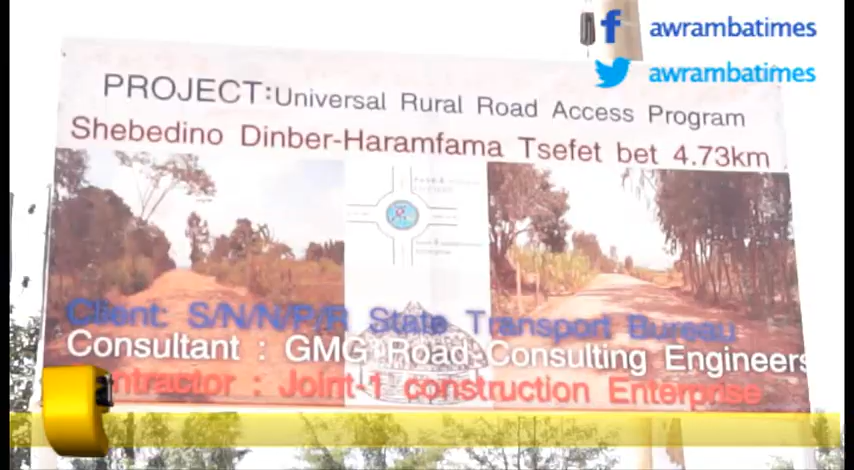 awrambatimes
awrambatimes
PROJECT:Universal Rural Road Access Program
Shebedino Dinber-Haramfama Tsefet bet 4.73km
Client: S/N/N/P/R State Transport Bureau
Consultant : GMG Road Consulting Engineers
Contractor : Joint-1 construction Enterprise